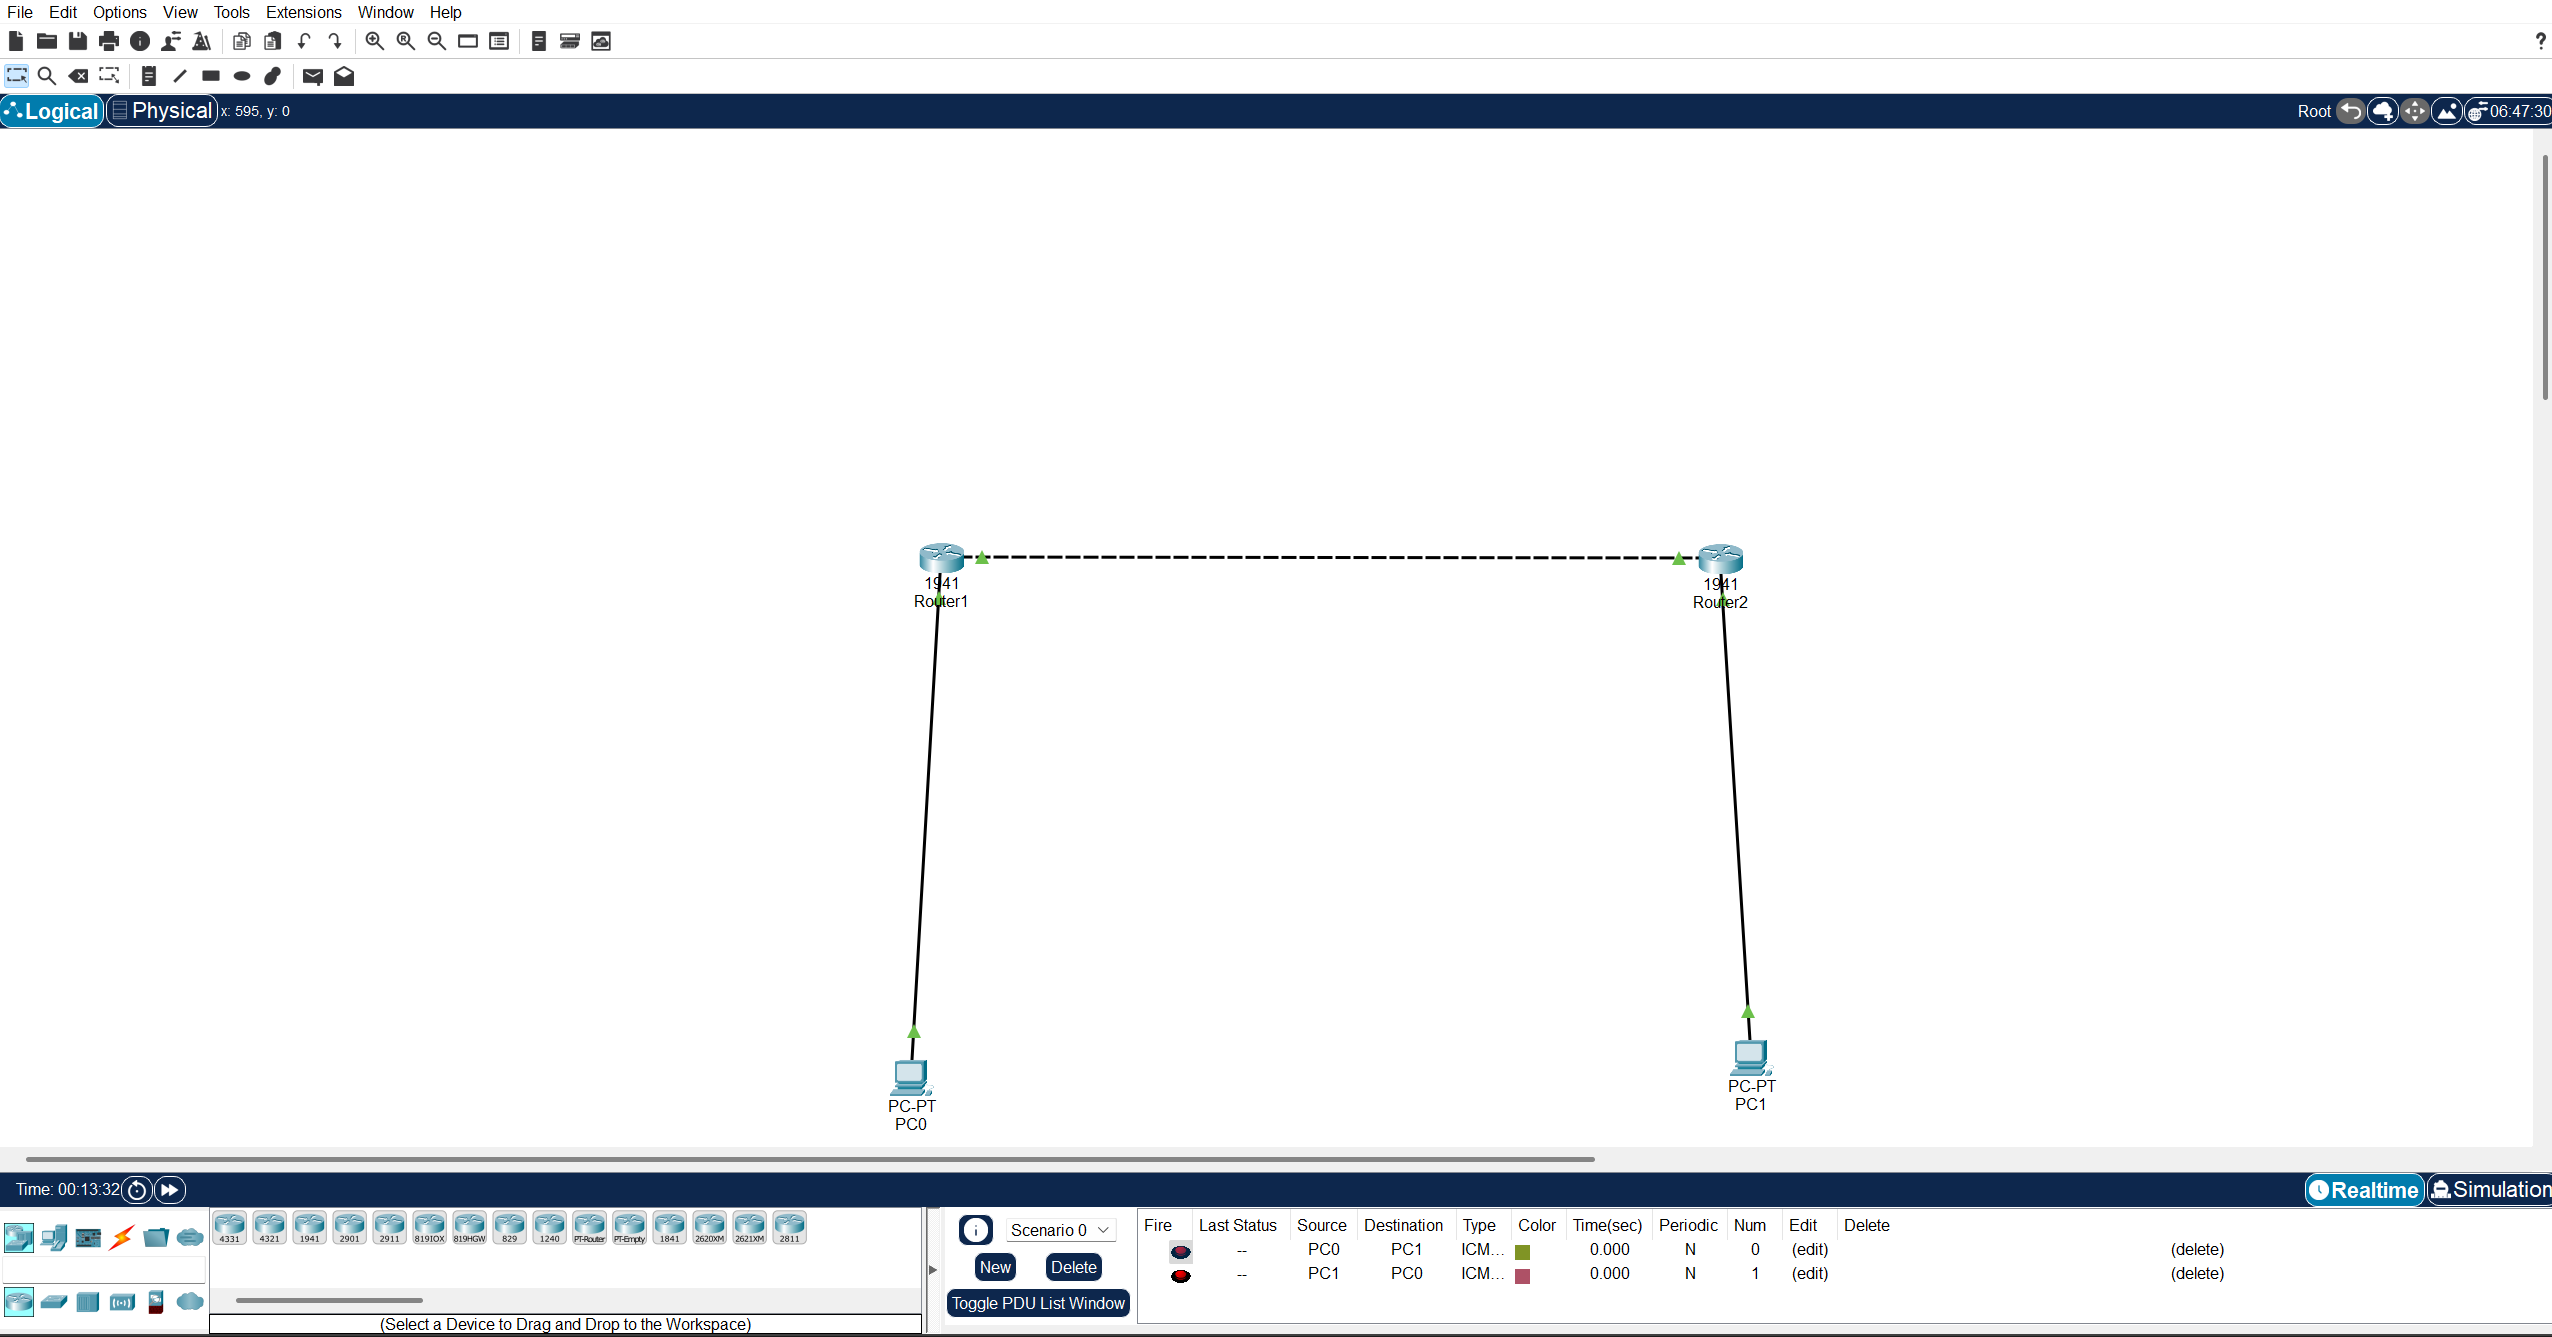 File Edit Options View Tools Extensions Window Help
?
Logical Physical x: 595, y: 0 Root 06:47:30
1941
Router1
1941
Router2
PC-PT
PC0
PC-PT
PC1
Time: 00:13:32 Realtime Simulation
4331 4321 1941 2901 2911 819IOX 819HGW 829 1240 PT-Router PT-Empty 1841 2620XM 2621XM 2811
(Select a Device to Drag and Drop to the Workspace)
Scenario 0
New Delete
Toggle PDU List Window
Fire Last Status Source Destination Type Color Time(sec) Periodic Num Edit Delete
-- PC0 PC1 ICM... 0.000 N 0 (edit) (delete)
-- PC1 PC0 ICM... 0.000 N 1 (edit) (delete)